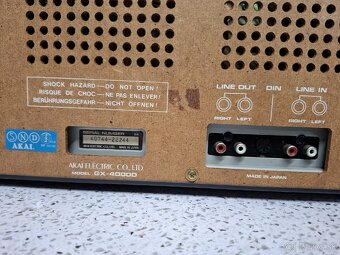 SHOCK HAZARD—DO NOT OPEN!
RISQUE DE CHOC—NE PAS ENLEVER!
BERÜHRUNGSGEFAHR—NICHT ÖFFNEN!
LINE OUT DIN LINE IN
RIGHT LEFT RIGHT LEFT
SERIAL NUMBER
AKAI
AKAI ELECTRIC CO., LTD
MODEL GX-4000D
MADE IN JAPAN